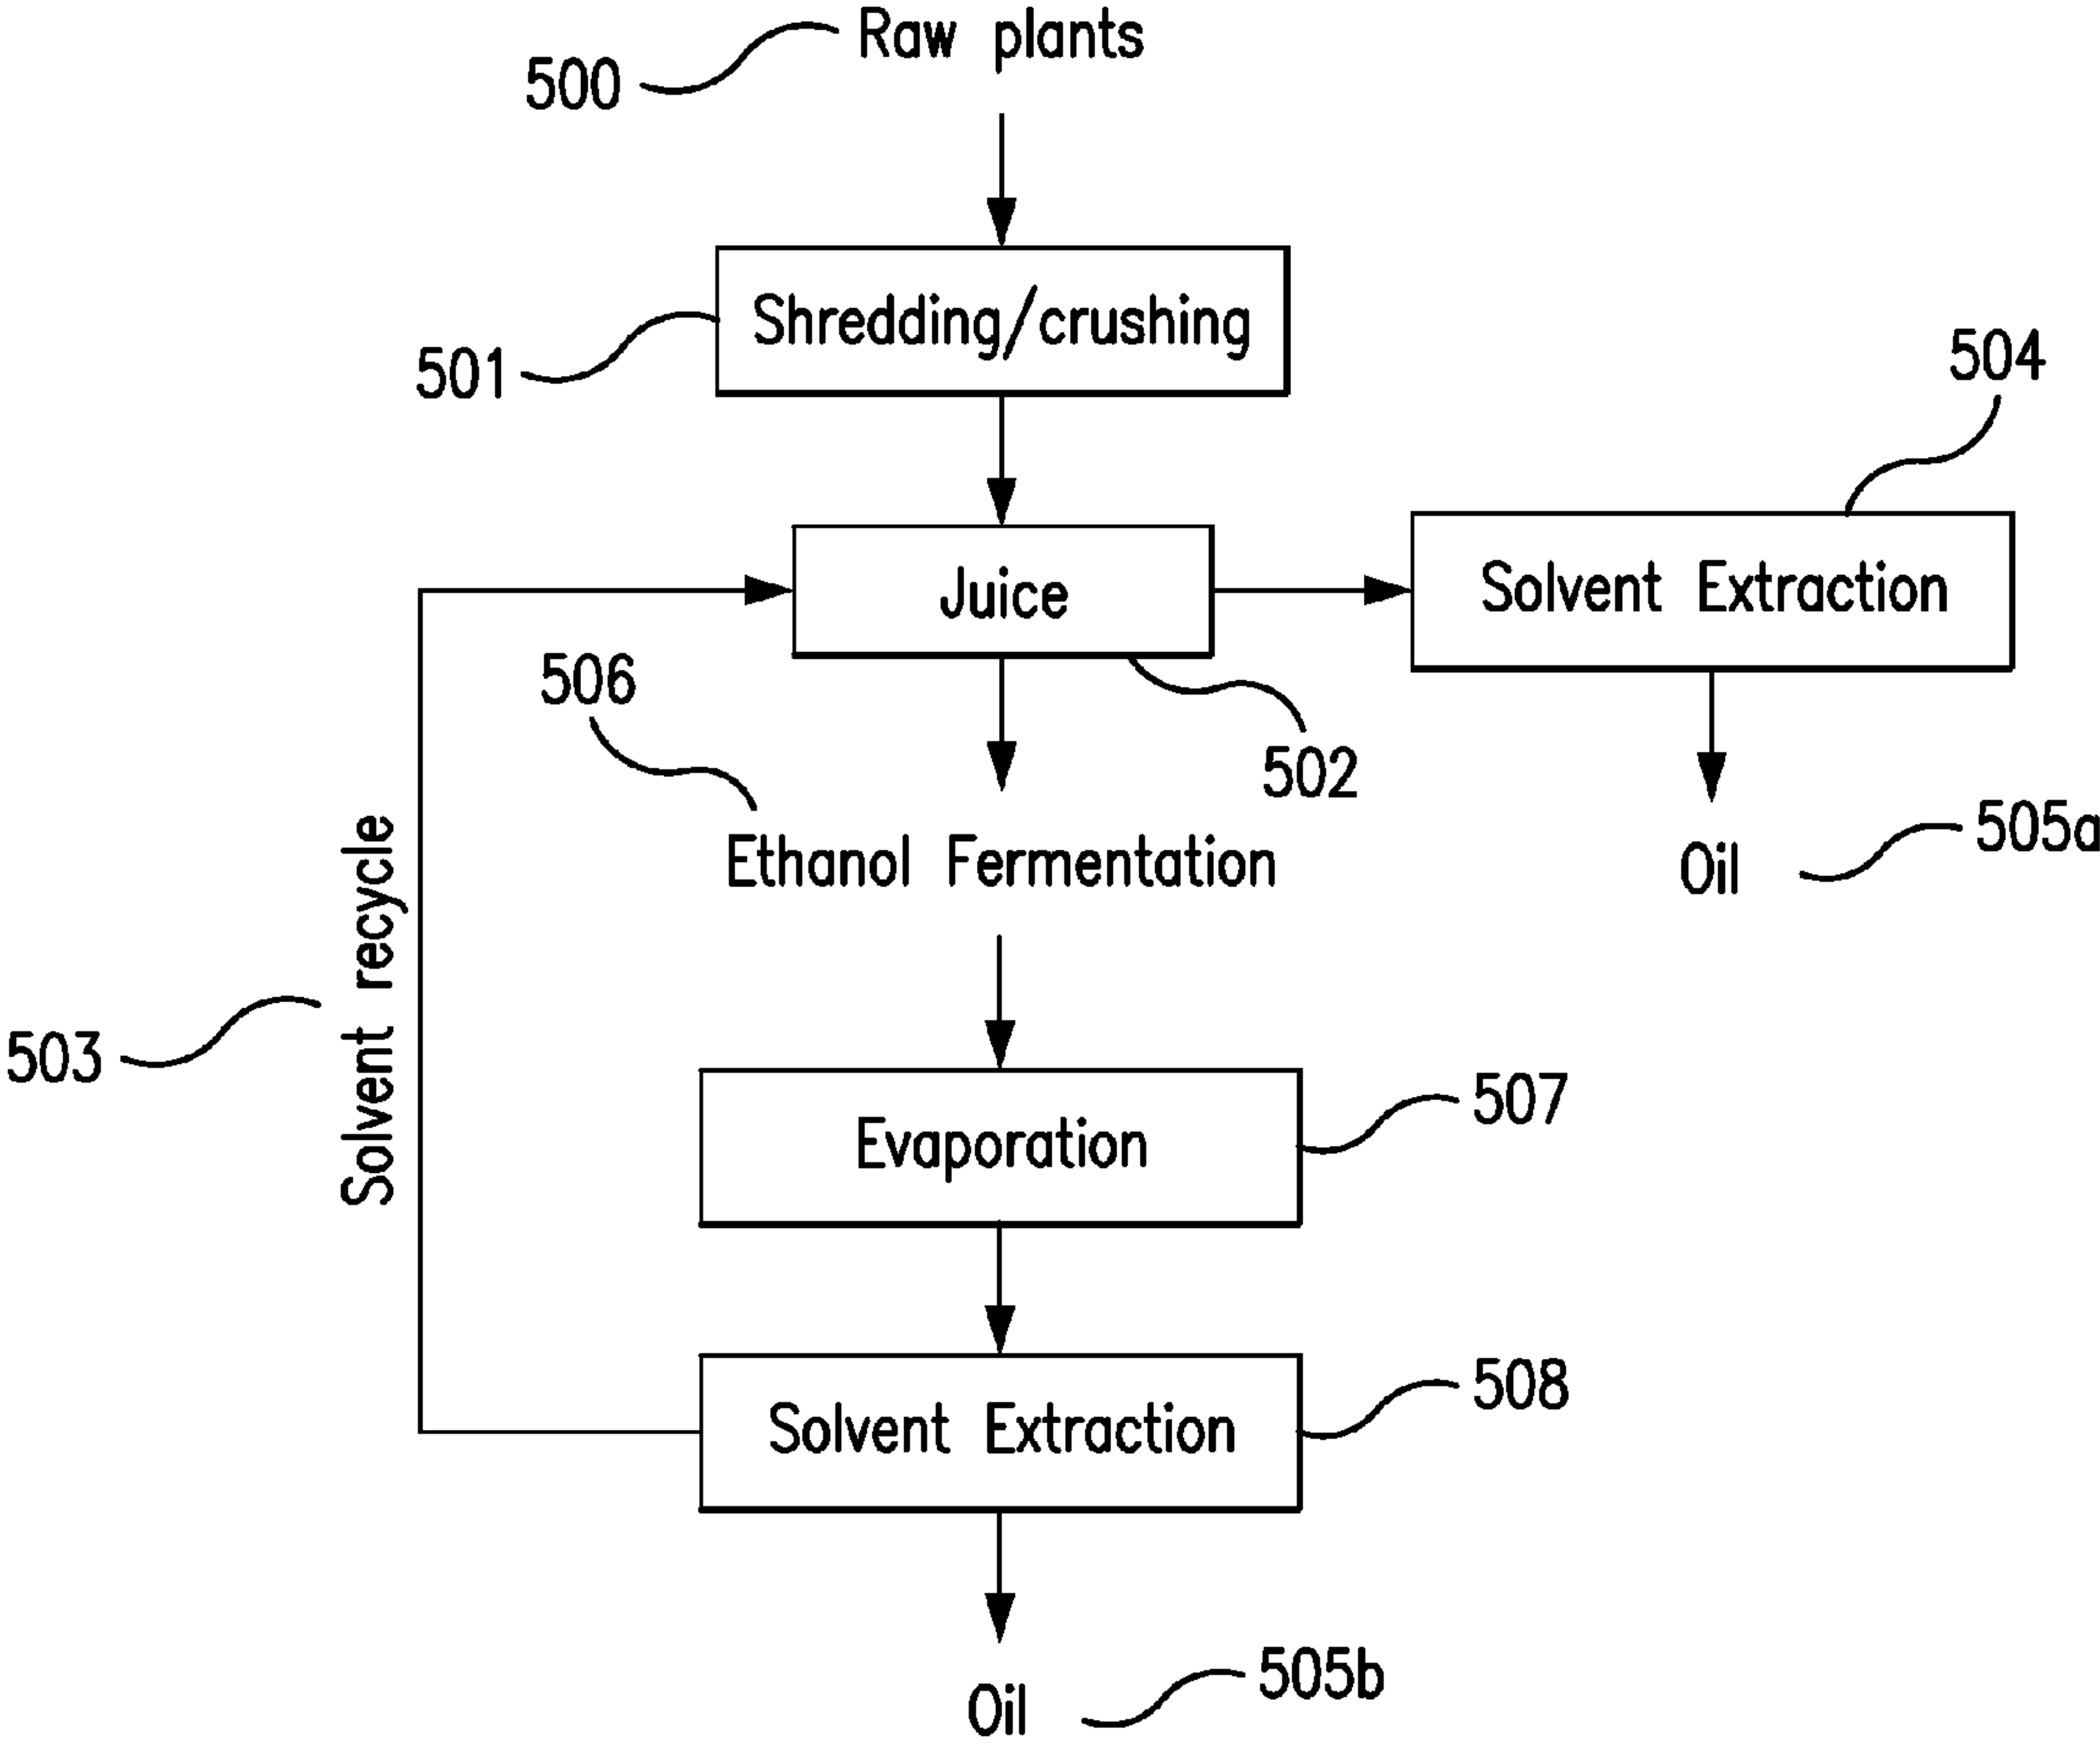 Raw plants
500
Shredding/crushing
501
504
Juice
Solvent Extraction
506
502
Ethanol Fermentation
Oil
505a
Solvent recycle
503
Evaporation
507
Solvent Extraction
508
Oil
505b